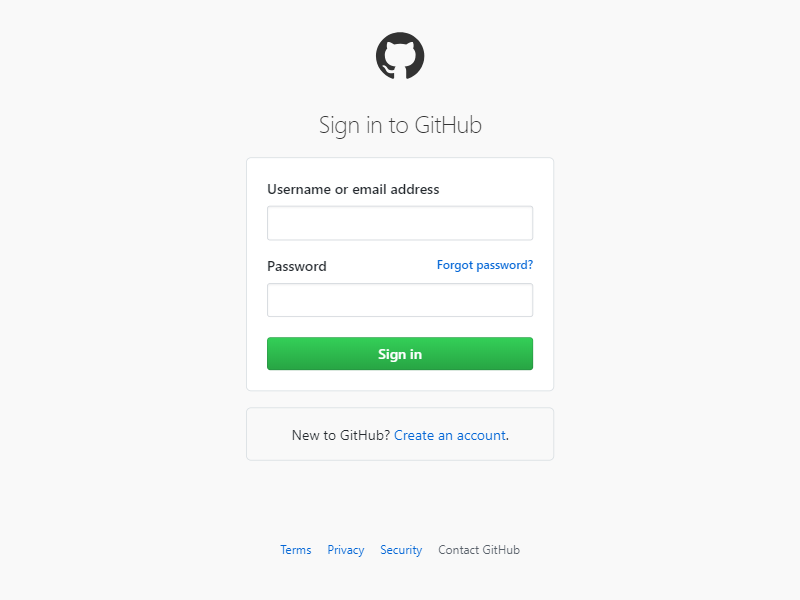 Sign in to GitHub
Username or email address
Password Forgot password?
Sign in
New to GitHub? Create an account.
Terms Privacy Security Contact GitHub